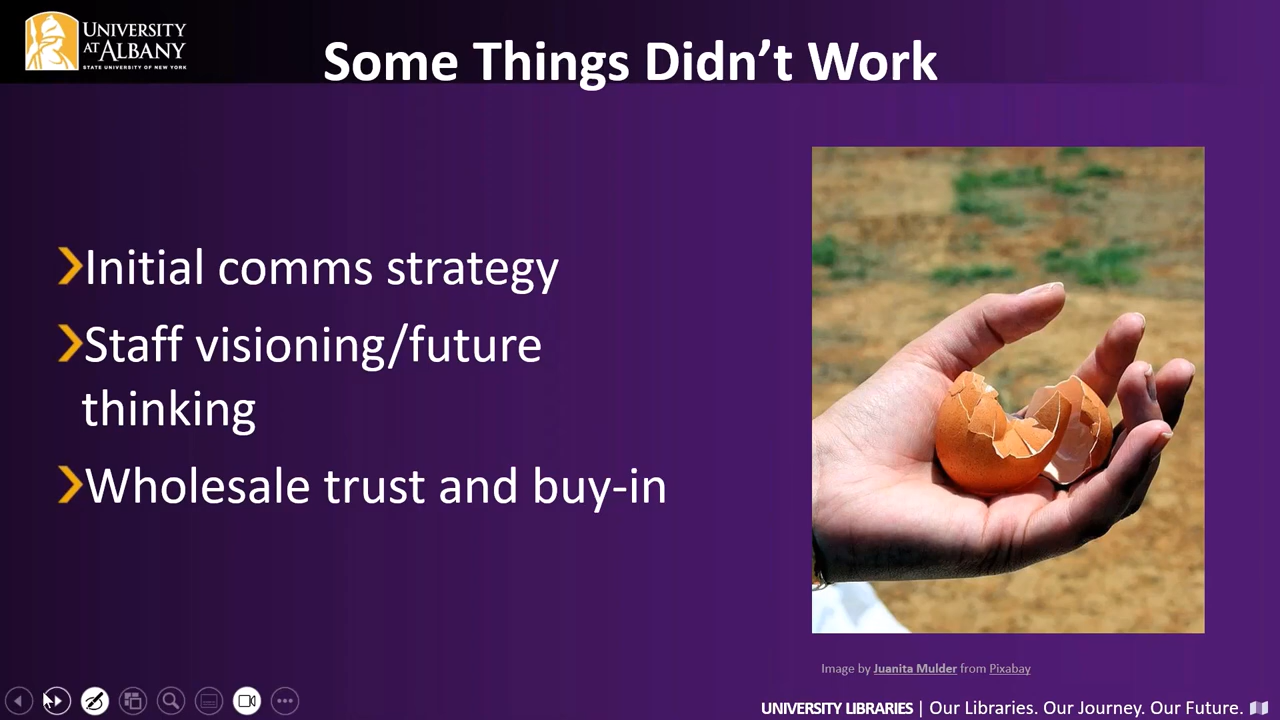 UNIVERSITY
AT ALBANY
STATE UNIVERSITY OF NEW YORK
Some Things Didn’t Work
Initial comms strategy
Staff visioning/future
thinking
Wholesale trust and buy-in
Image by Juanita Mulder from Pixabay
UNIVERSITY LIBRARIES | Our Libraries. Our Journey. Our Future.